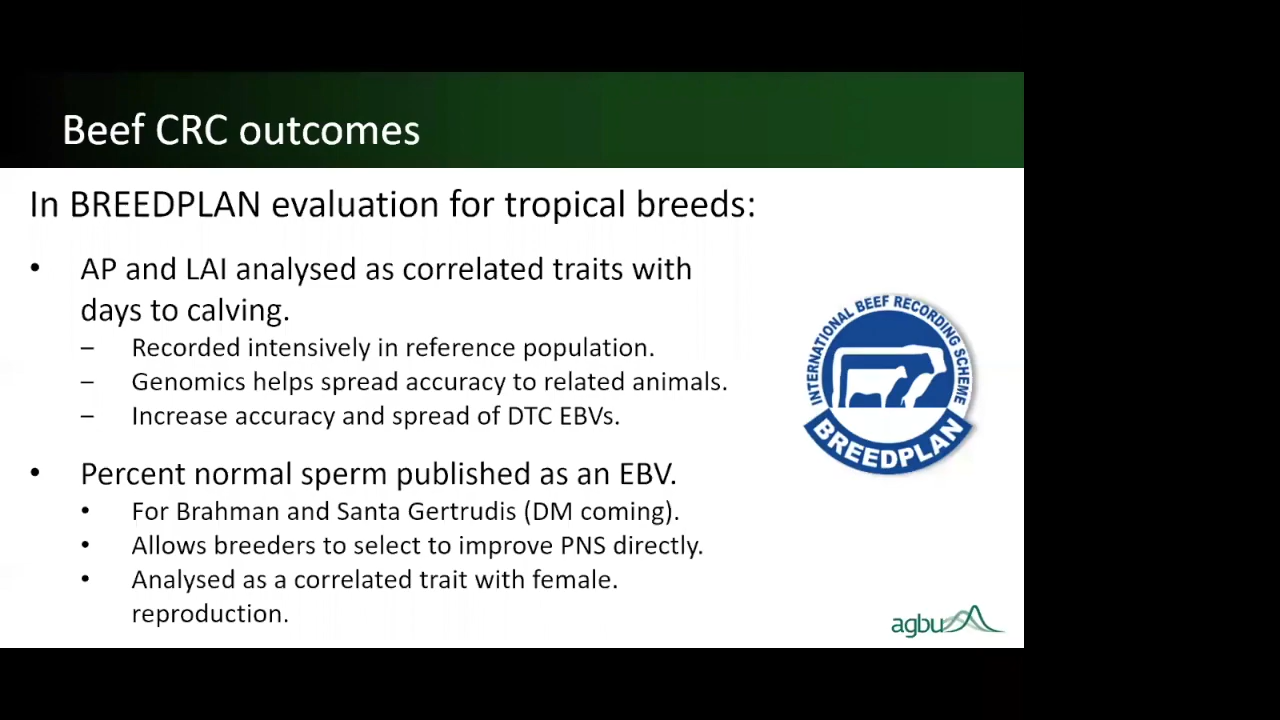 Beef CRC outcomes
In BREEDPLAN evaluation for tropical breeds:
• AP and LAI analysed as correlated traits with
days to calving.
– Recorded intensively in reference population.
– Genomics helps spread accuracy to related animals.
– Increase accuracy and spread of DTC EBVs.
• Percent normal sperm published as an EBV.
• For Brahman and Santa Gertrudis (DM coming).
• Allows breeders to select to improve PNS directly.
• Analysed as a correlated trait with female.
reproduction.
INTERNATIONAL BEEF RECORDING SCHEME
BREEDPLAN
agbu